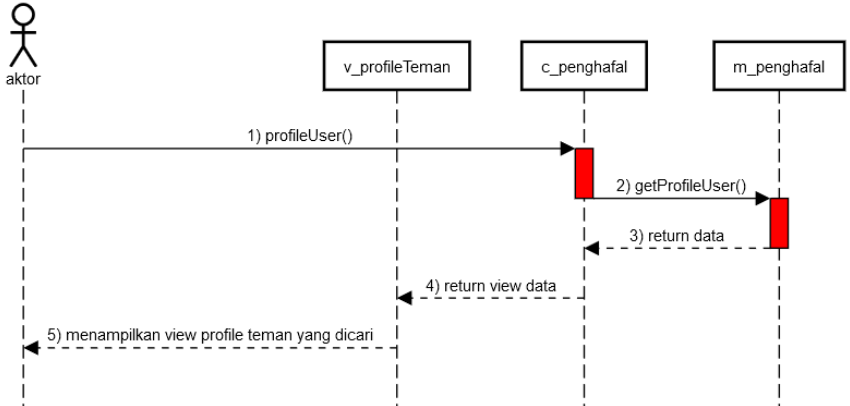 aktor
v_profileTeman
c_penghafal
m_penghafal
1) profileUser()
2) getProfileUser()
3) return data
4) return view data
5) menampilkan view profile teman yang dicari